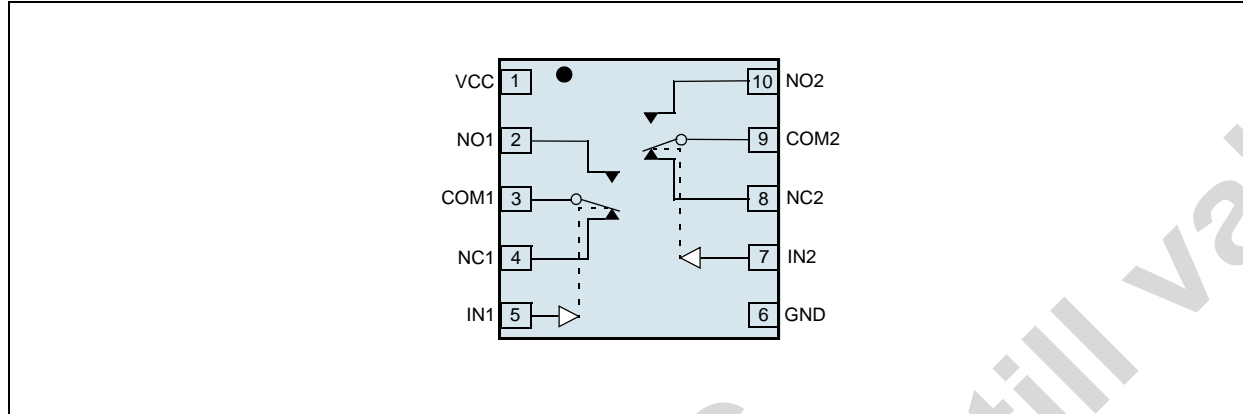 VCC 1 10 NO2
NO1 2 9 COM2
COM1 3 8 NC2
NC1 4 7 IN2
IN1 5 6 GND
till